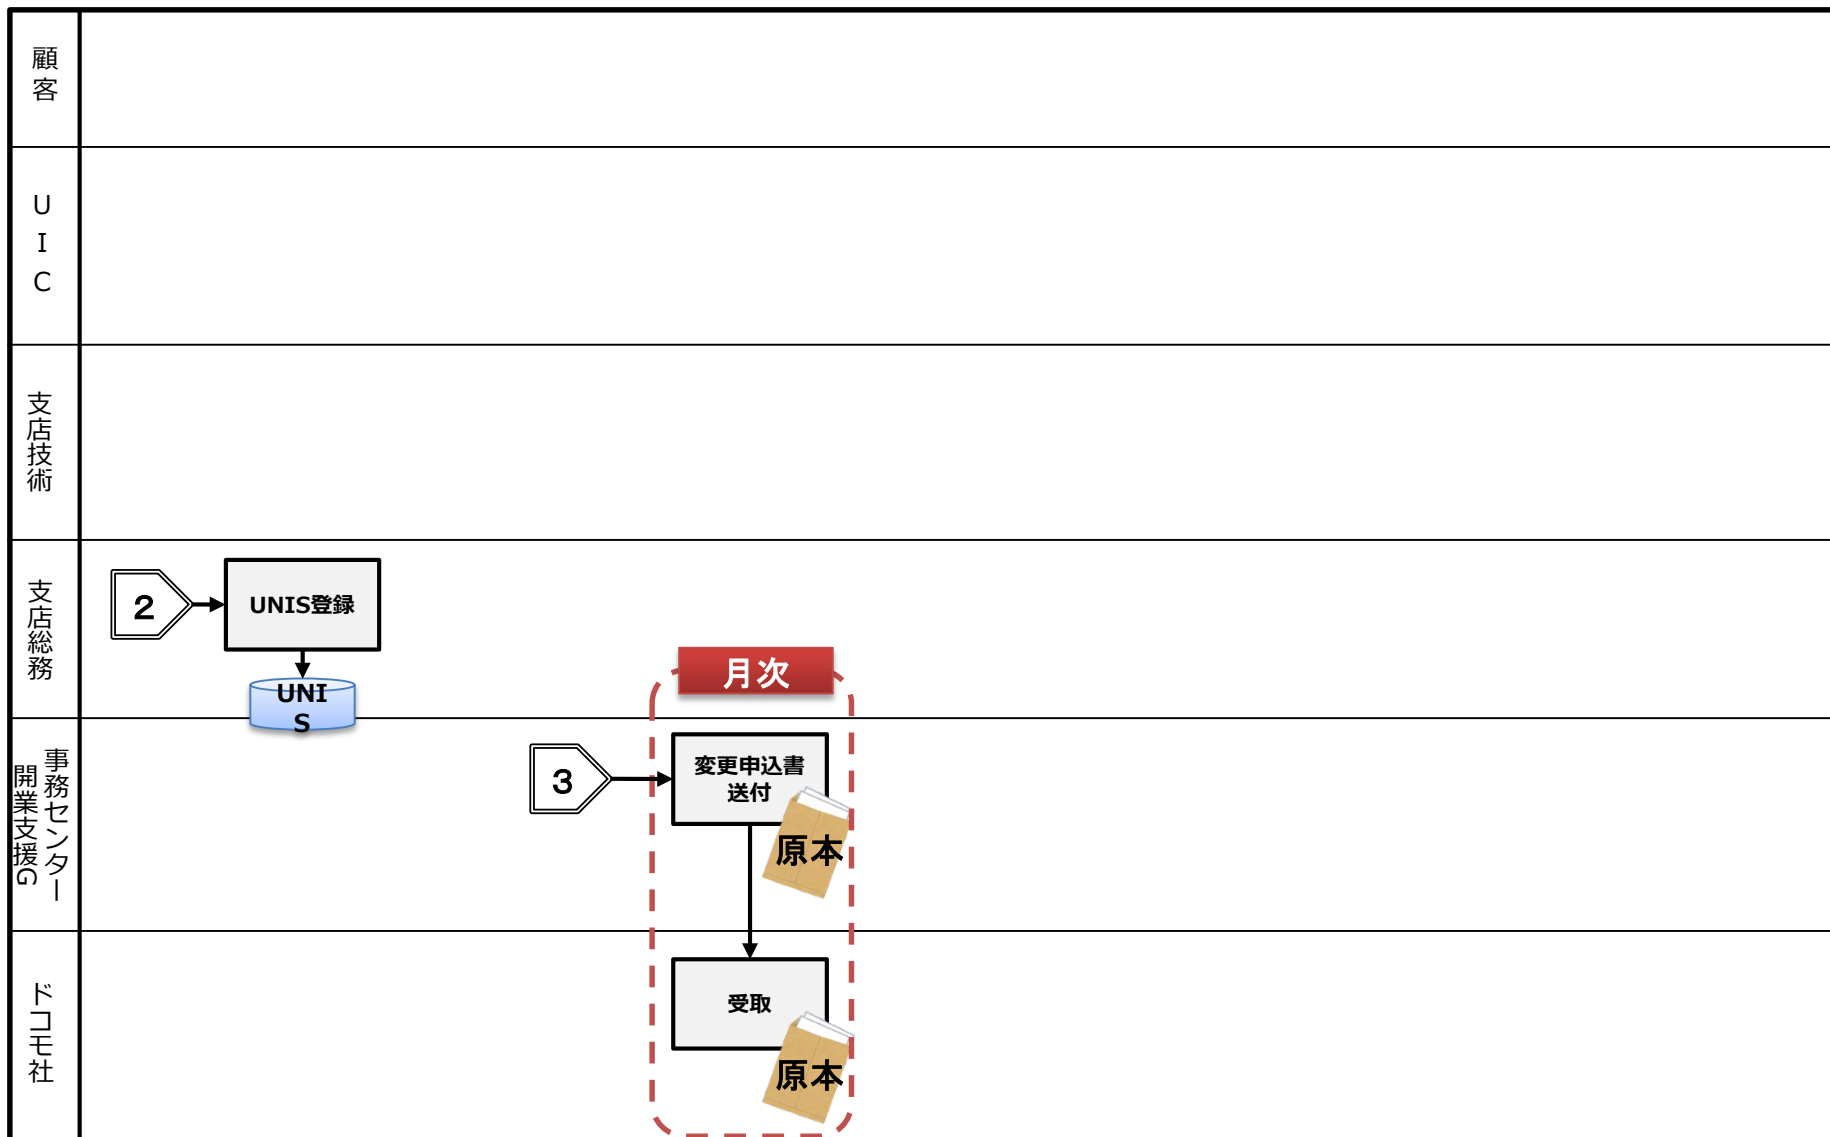 顧客
UIC
支店技術
支店総務
2
UNIS登録
UNI
S
月次
事務センター
開業支援G
3
変更申込書
送付
原本
ドコモ社
受取
原本